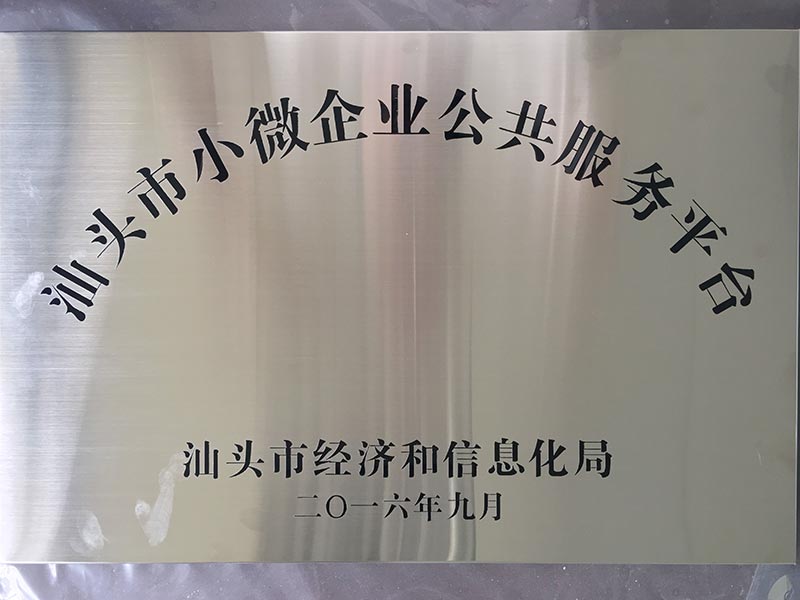 汕头市小微企业公共服务平台
汕头市经济和信息化局
二〇一六年九月